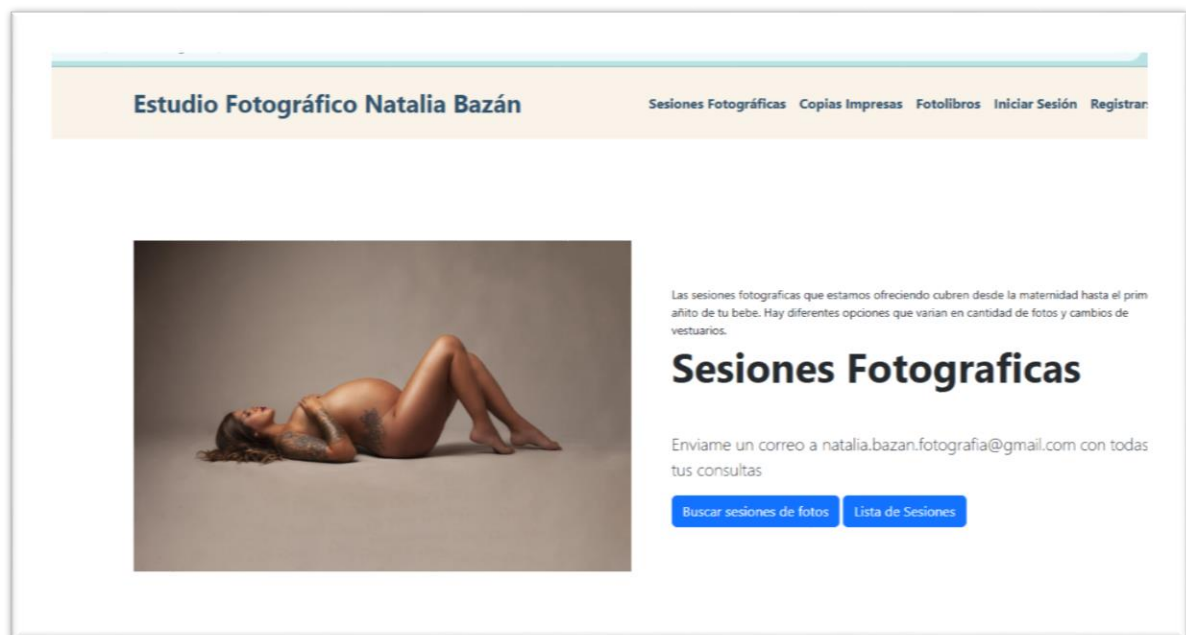 Estudio Fotográfico Natalia Bazán
Sesiones Fotográficas Copias Impresas Fotolibros Iniciar Sesión Registrar
Las sesiones fotograficas que estamos ofreciendo cubren desde la maternidad hasta el prim
añito de tu bebe. Hay diferentes opciones que varian en cantidad de fotos y cambios de
vestuarios.
Sesiones Fotograficas
Enviame un correo a natalia.bazan.fotografia@gmail.com con todas
tus consultas
Buscar sesiones de fotos Lista de Sesiones